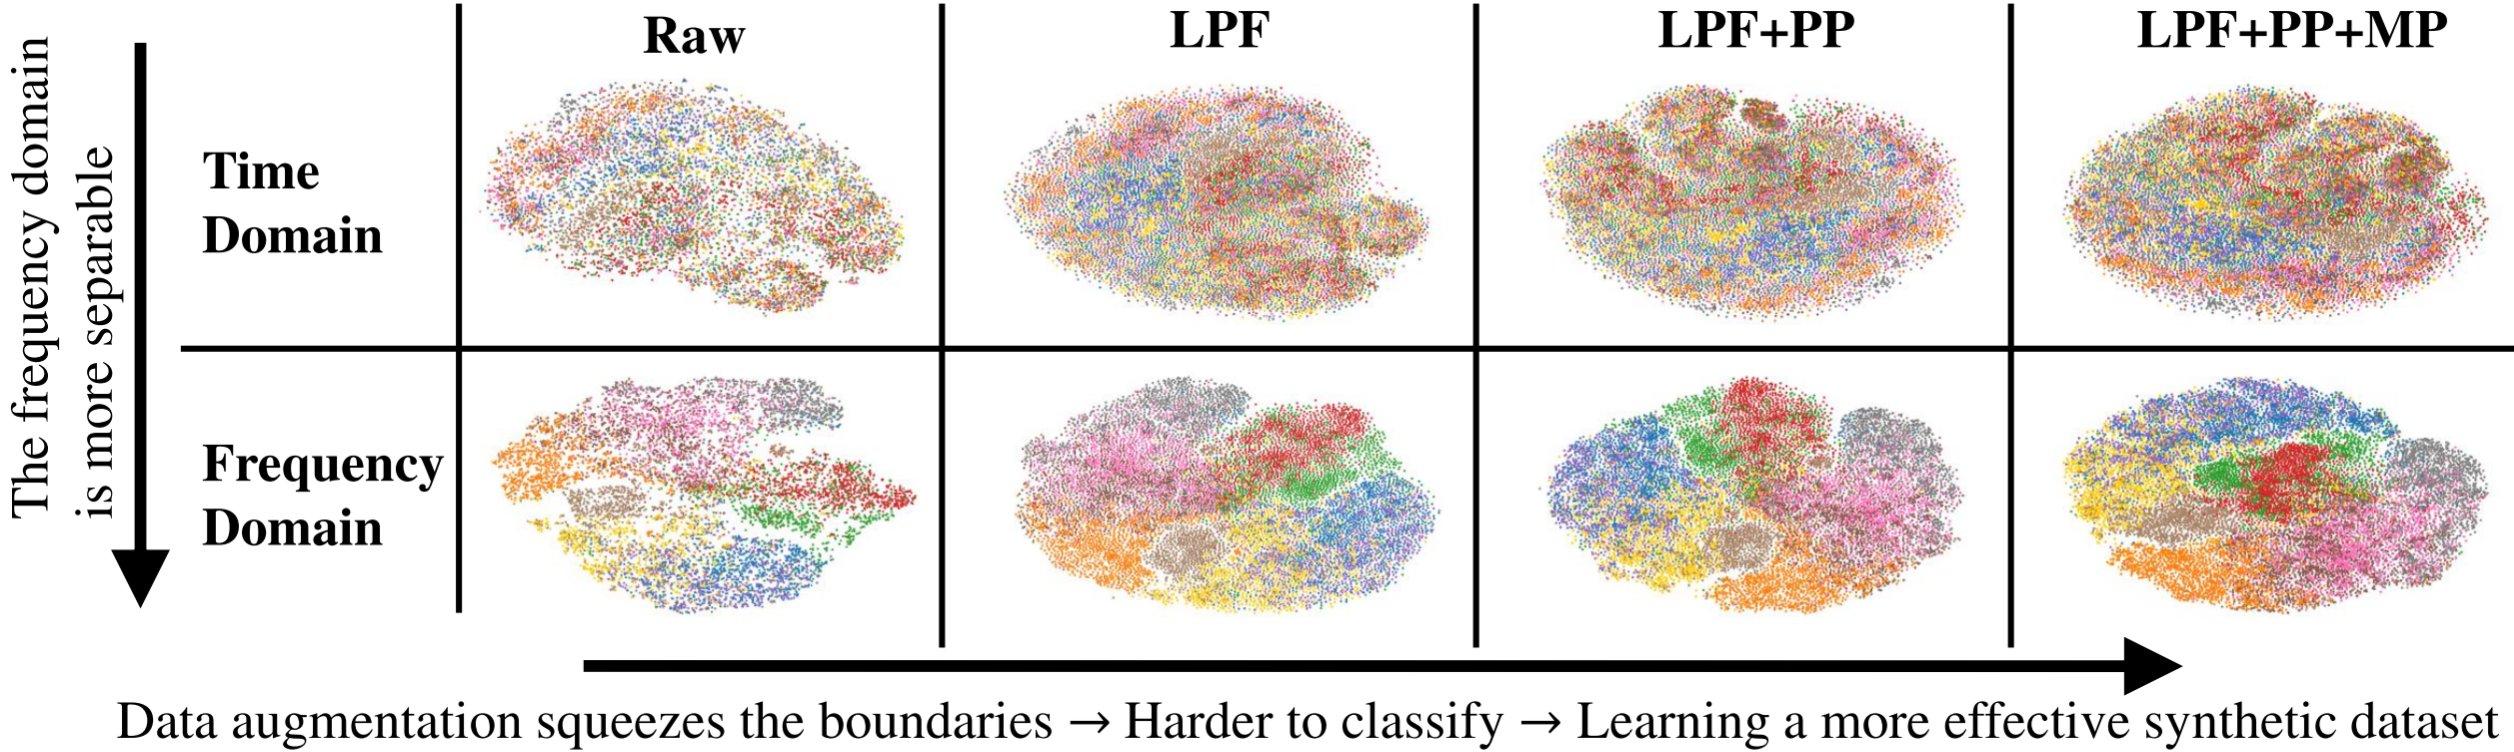 Raw
LPF
LPF+PP
LPF+PP+MP
The frequency domain
is more separable
Time
Domain
Frequency
Domain
Data augmentation squeezes the boundaries → Harder to classify → Learning a more effective synthetic dataset